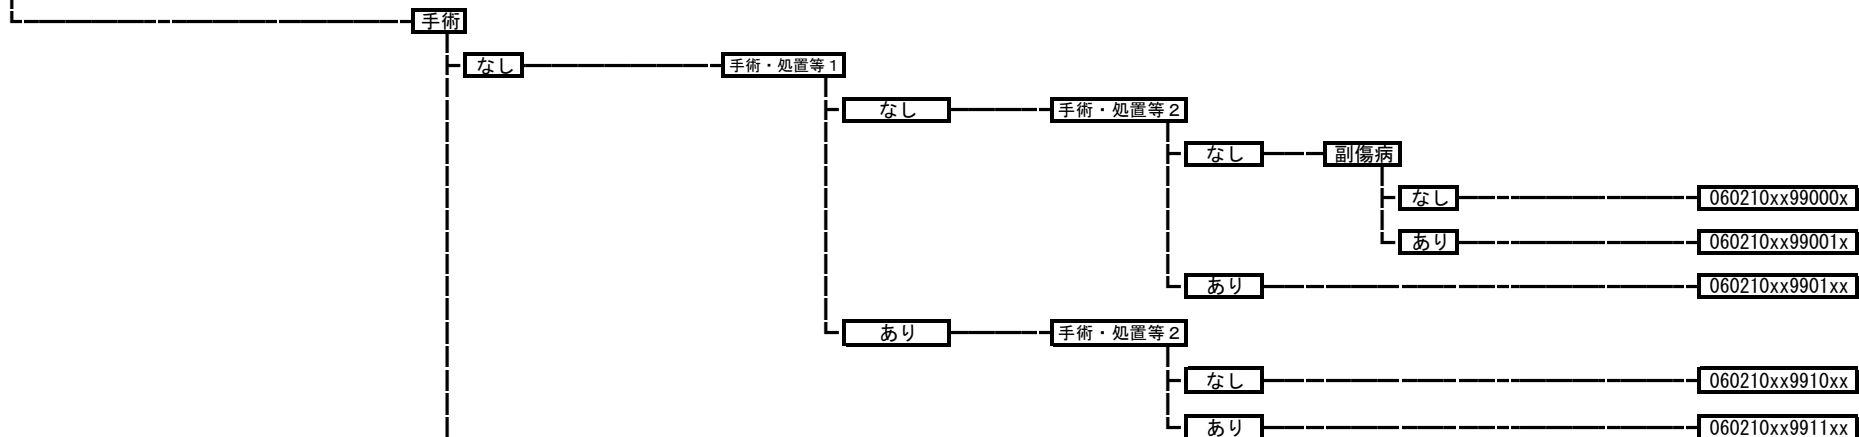 手術
なし 手術・処置等1
なし 手術・処置等2
なし 副傷病
なし 060210xx99000x
あり 060210xx99001x
あり 060210xx9901xx
あり 手術・処置等2
なし 060210xx9910xx
あり 060210xx9911xx